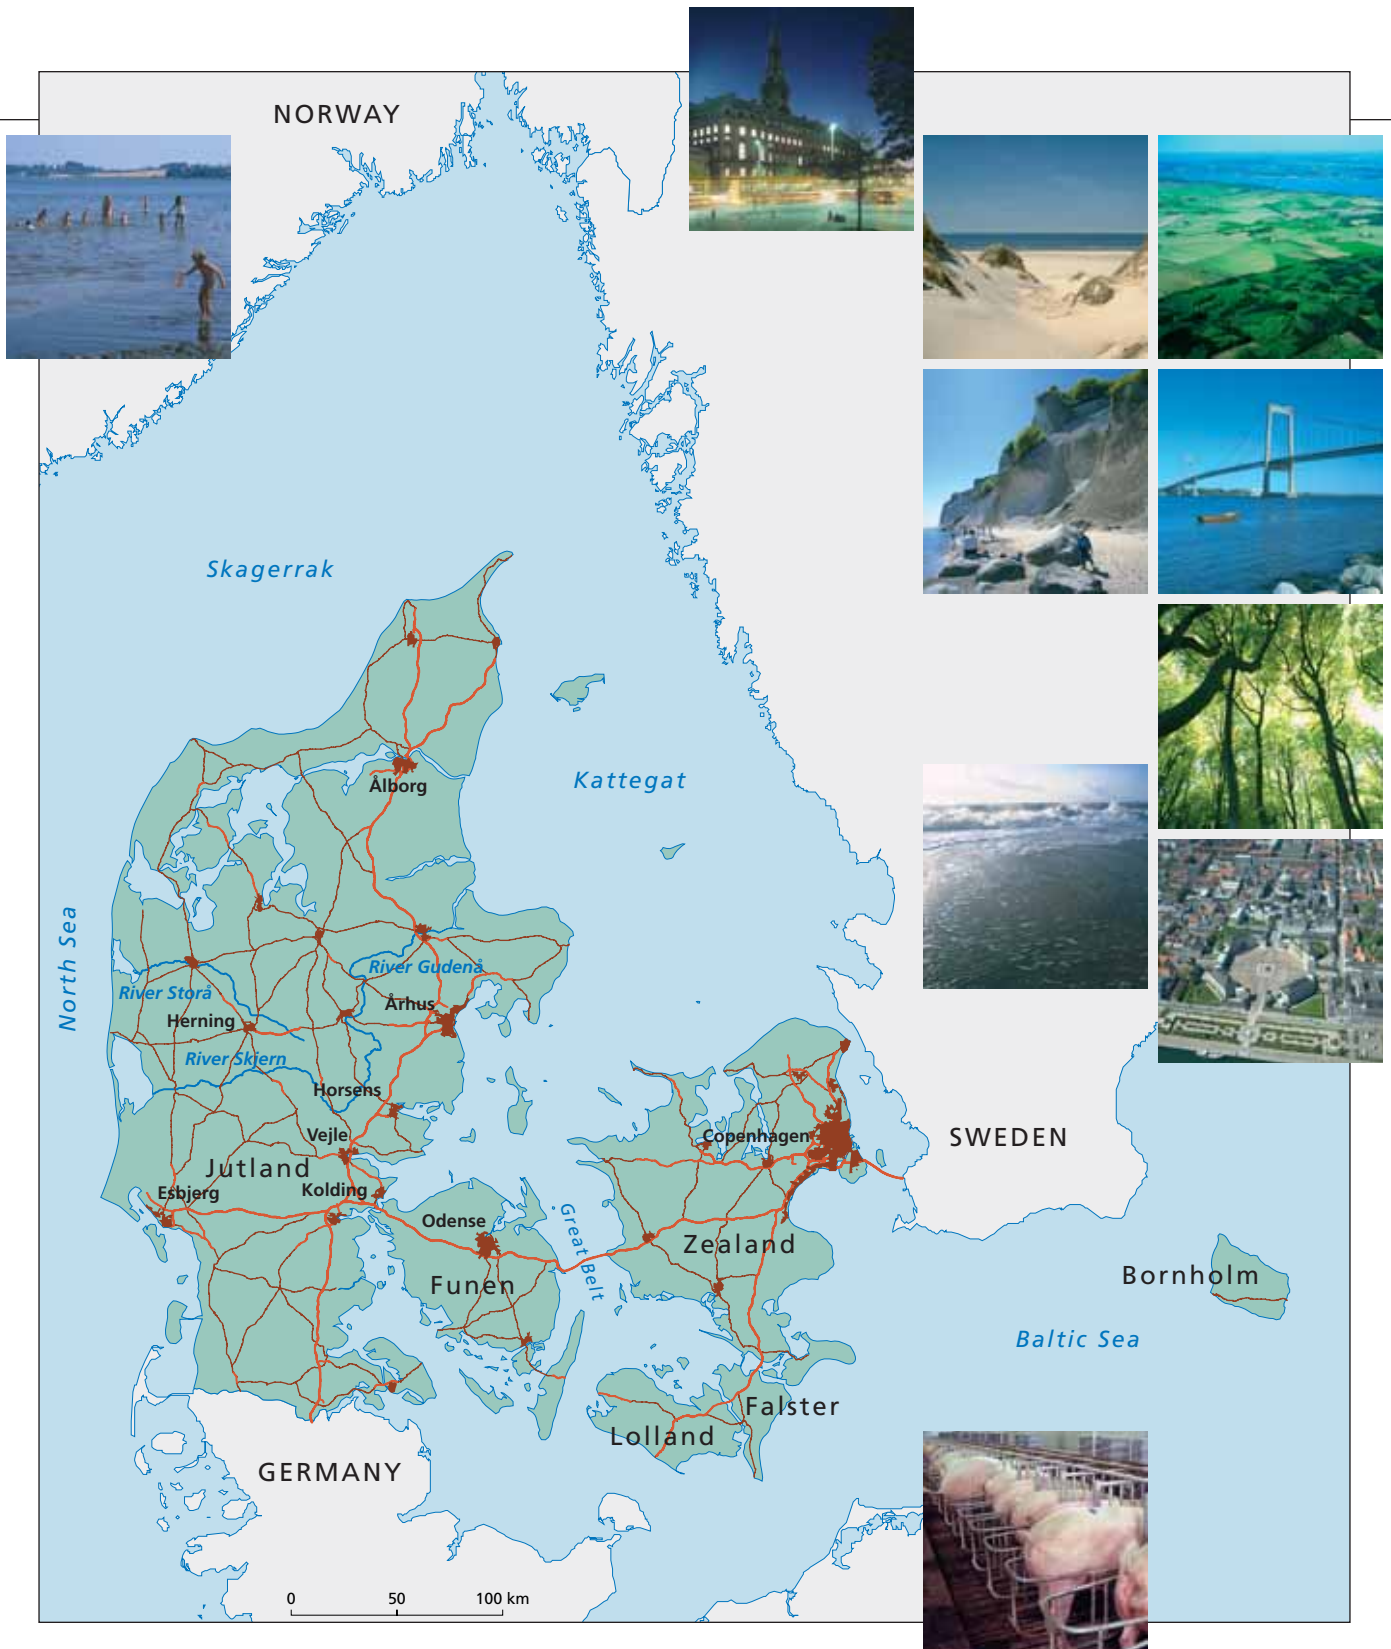 NORWAY
Skagerrak
Kattegat
Ålborg
North Sea
River Gudenå
River Storå
Århus
Herning
River Skjern
Horsens
Vejle
Copenhagen
SWEDEN
Jutland
Esbjerg
Kolding
Odense
Great Belt
Zealand
Funen
Bornholm
Baltic Sea
Falster
Lolland
GERMANY
0 50 100 km